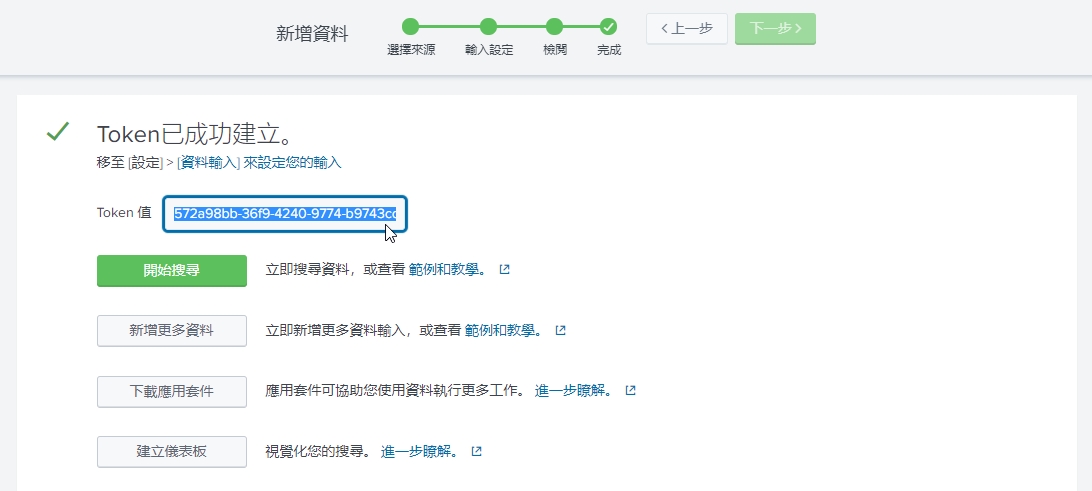 新增資料
選擇來源 輸入設定 檢閱 完成
<上一步 下一步>
Token已成功建立。
移至 [設定] > [資料輸入] 來設定您的輸入
Token 值 572a98bb-36f9-4240-9774-b9743cc
開始搜尋 立即搜尋資料，或查看 範例和教學。
新增更多資料 立即新增更多資料輸入，或查看 範例和教學。
下載應用套件 應用套件可協助您使用資料執行更多工作。 進一步瞭解。
建立儀表板 視覺化您的搜尋。 進一步瞭解。